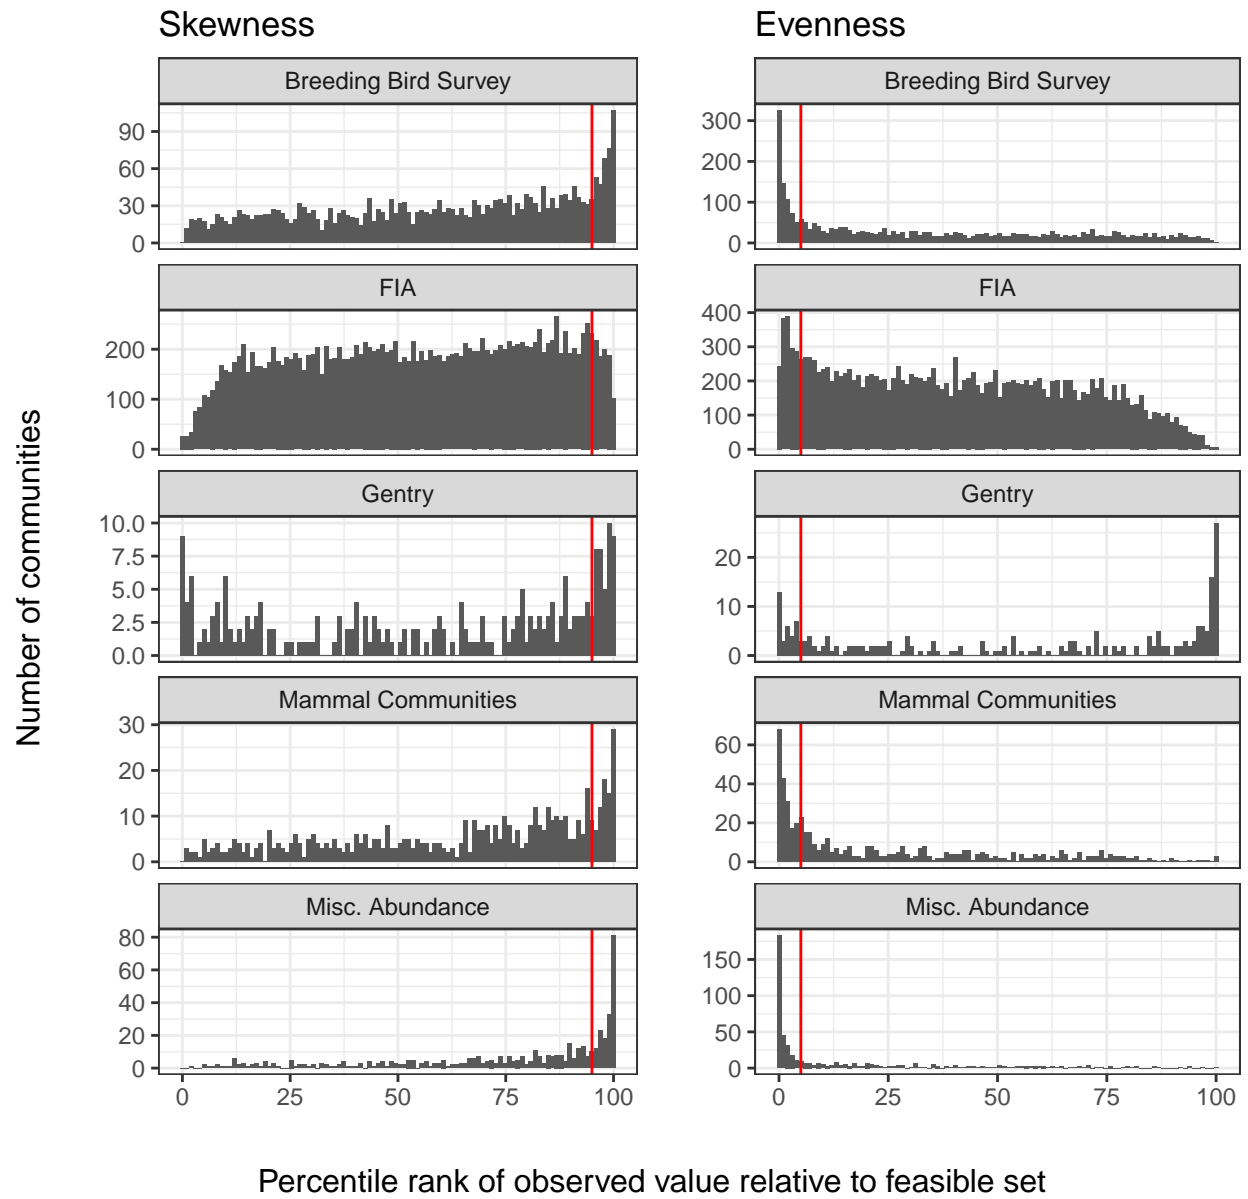 Skewness
Evenness
Number of communities
Breeding Bird Survey
90
60
30
0
Breeding Bird Survey
300
200
100
0
FIA
200
100
0
FIA
400
300
200
100
0
Gentry
10.0
7.5
5.0
2.5
0.0
Gentry
20
10
0
Mammal Communities
30
20
10
0
Mammal Communities
60
40
20
0
Misc. Abundance
80
60
40
20
0
Misc. Abundance
150
100
50
0
0 25 50 75 100
0 25 50 75 100
Percentile rank of observed value relative to feasible set